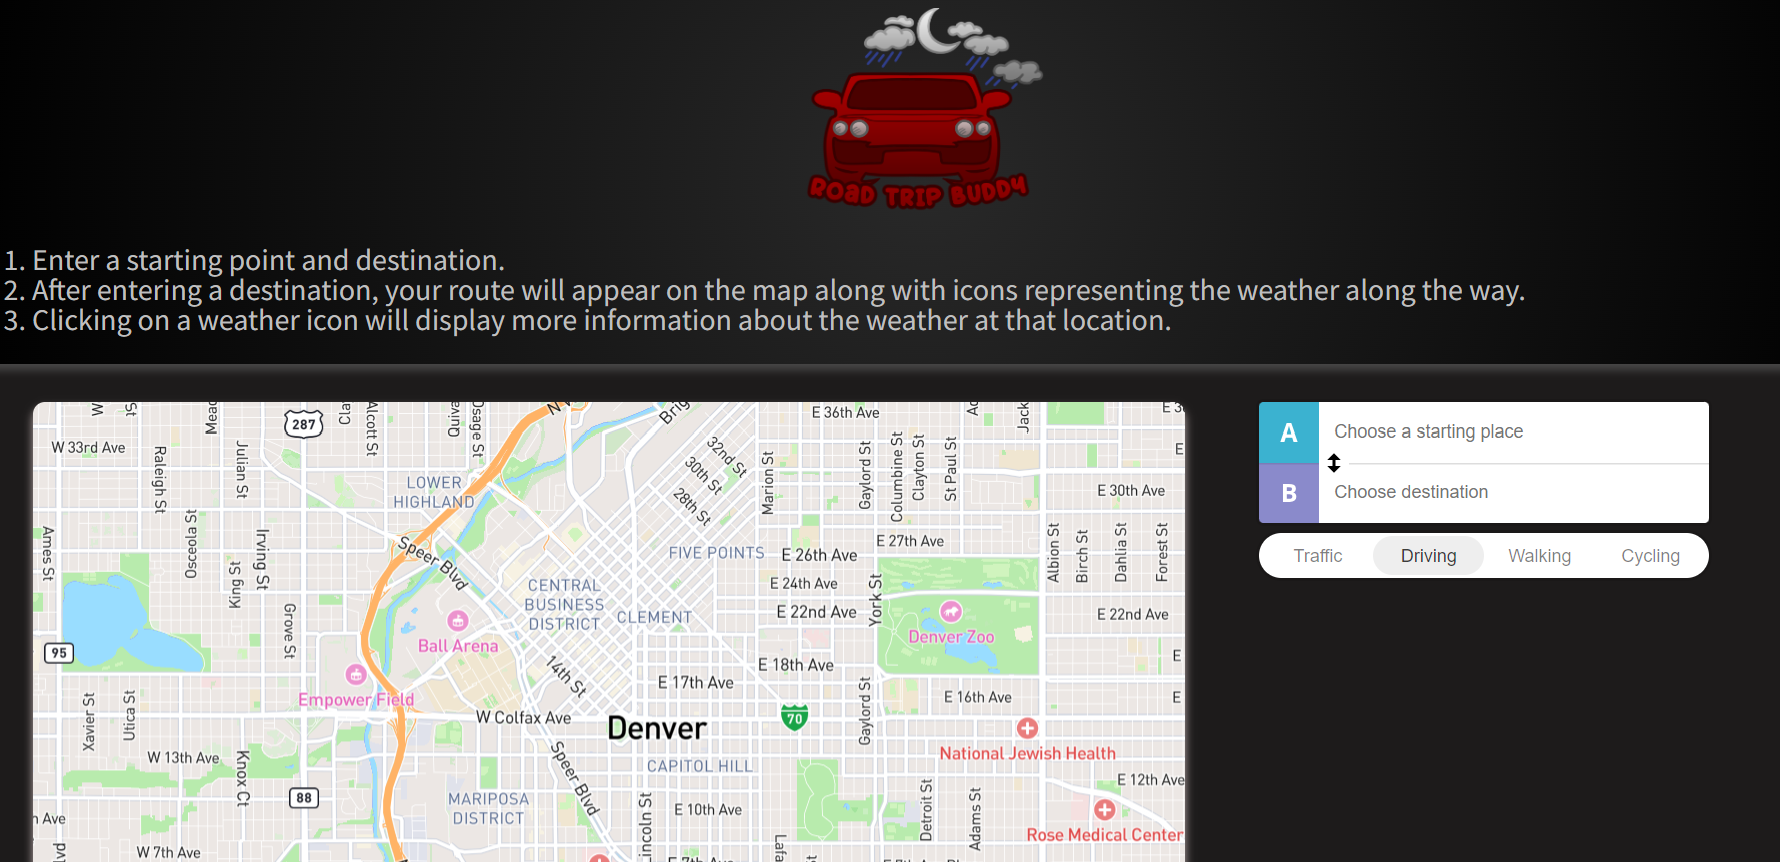 ROAD TRIP BUDDY
1. Enter a starting point and destination.
2. After entering a destination, your route will appear on the map along with icons representing the weather along the way.
3. Clicking on a weather icon will display more information about the weather at that location.
A Choose a starting place
B Choose destination
Traffic Driving Walking Cycling
287
W 33rd Ave
Raleigh St
Julian St
Alcott St
Osage St
E 36th Ave
32nd St
30th St
28th St
Marion St
Gaylord St
Columbine St
Clayton St
St Paul St
E 30th Ave
LOWER
HIGHLAND
Ames St
Osceola St
King St
Irving St
Grove St
Speer Blvd
FIVE POINTS
E 26th Ave
E 27th Ave
Albion St
Birch St
Dahlia St
Forest St
CENTRAL
BUSINESS
DISTRICT
E 24th Ave
York St
CLEMENT
E 22nd Ave
E 22nd Ave
Ball Arena
Denver Zoo
95
14th St
E 18th Ave
Empower Field
E 17th Ave
E 16th Ave
Xavier St
Utica St
W Colfax Ave
Denver
70
Gaylord St
National Jewish Health
W 13th Ave
Knox Ct
Speer Blvd
CAPITOL HILL
E 12th Ave
88
MARIPOSA
DISTRICT
Lincoln St
E 10th Ave
Detroit St
Adams St
Rose Medical Center
W 7th Ave